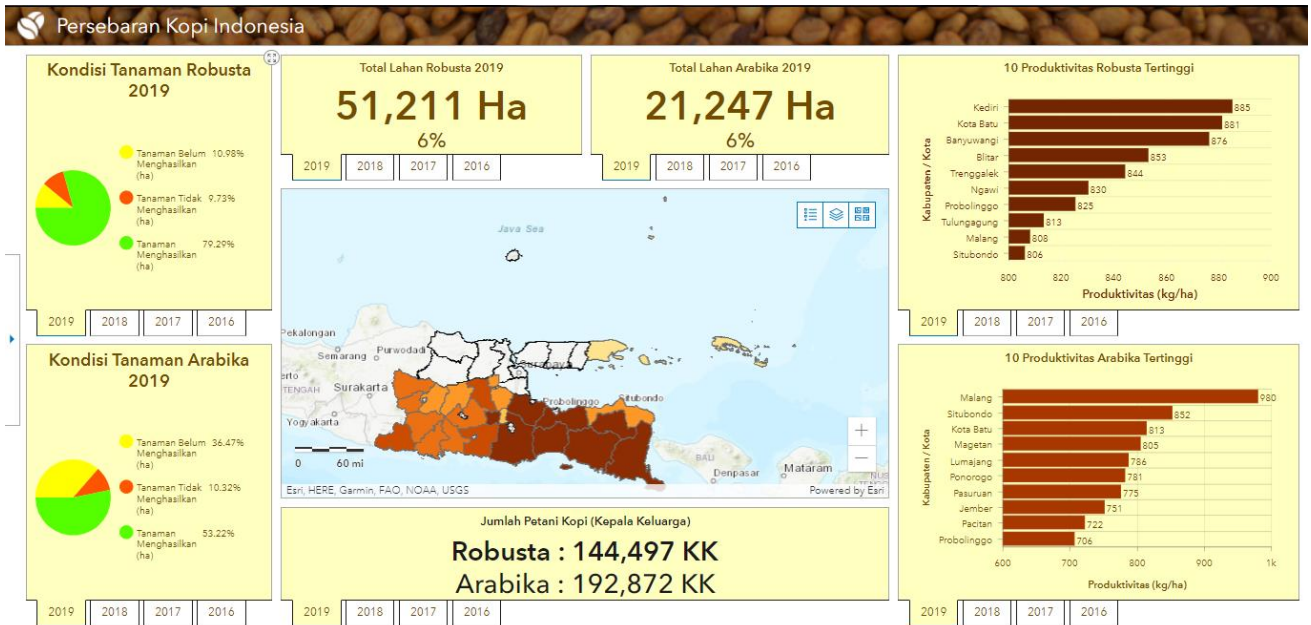 Persebaran Kopi Indonesia
Kondisi Tanaman Robusta
2019
Tanaman Belum 10.98%
Menghasilkan
(ha)
Tanaman Tidak 9.73%
Menghasilkan
(ha)
Tanaman 79.29%
Menghasilkan
(ha)
2019 2018 2017 2016
Kondisi Tanaman Arabika
2019
Tanaman Belum 36.47%
Menghasilkan
(ha)
Tanaman Tidak 10.32%
Menghasilkan
(ha)
Tanaman 53.22%
Menghasilkan
(ha)
2019 2018 2017 2016
Total Lahan Robusta 2019
51,211 Ha
6%
2019 2018 2017 2016
Total Lahan Arabika 2019
21,247 Ha
6%
2019 2018 2017 2016
Java Sea
Pekalongan
Semarang
Purwodadi
Surabaya
TENGAH
Surakarta
Probolinggo
Situbondo
Yogyakarta
BALI
Denpasar
Mataram
0 60 mi
+
−
Esri, HERE, Garmin, FAO, NOAA, USGS
Powered by Esri
Jumlah Petani Kopi (Kepala Keluarga)
Robusta : 144,497 KK
Arabika : 192,872 KK
2019 2018 2017 2016
10 Produktivitas Robusta Tertinggi
Kabupaten / Kota
Kediri 885
Kota Batu 881
Banyuwangi 876
Blitar 853
Trenggalek 844
Ngawi 830
Probolinggo 825
Tulungagung 813
Malang 808
Situbondo 806
800 820 840 860 880 900
Produktivitas (kg/ha)
2019 2018 2017 2016
10 Produktivitas Arabika Tertinggi
Kabupaten / Kota
Malang 980
Situbondo 852
Kota Batu 813
Magetan 805
Lumajang 786
Ponorogo 781
Pasuruan 775
Jember 751
Pacitan 722
Probolinggo 706
600 700 800 900 1k
Produktivitas (kg/ha)
2019 2018 2017 2016